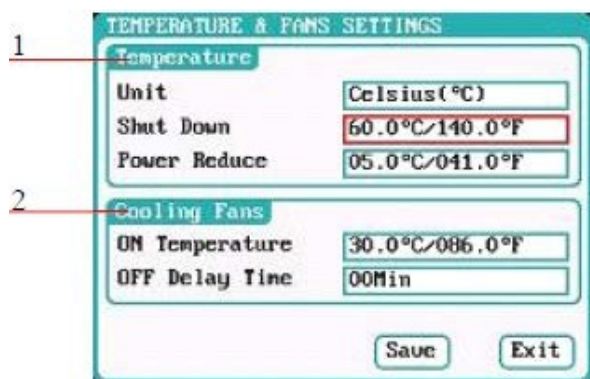 TEMPERATURE & FANS SETTINGS
1
Temperature
Unit Celsius(°C)
Shut Down 60.0°C/140.0°F
Power Reduce 05.0°C/041.0°F
2
Cooling Fans
ON Temperature 30.0°C/086.0°F
OFF Delay Time 00Min
Save Exit